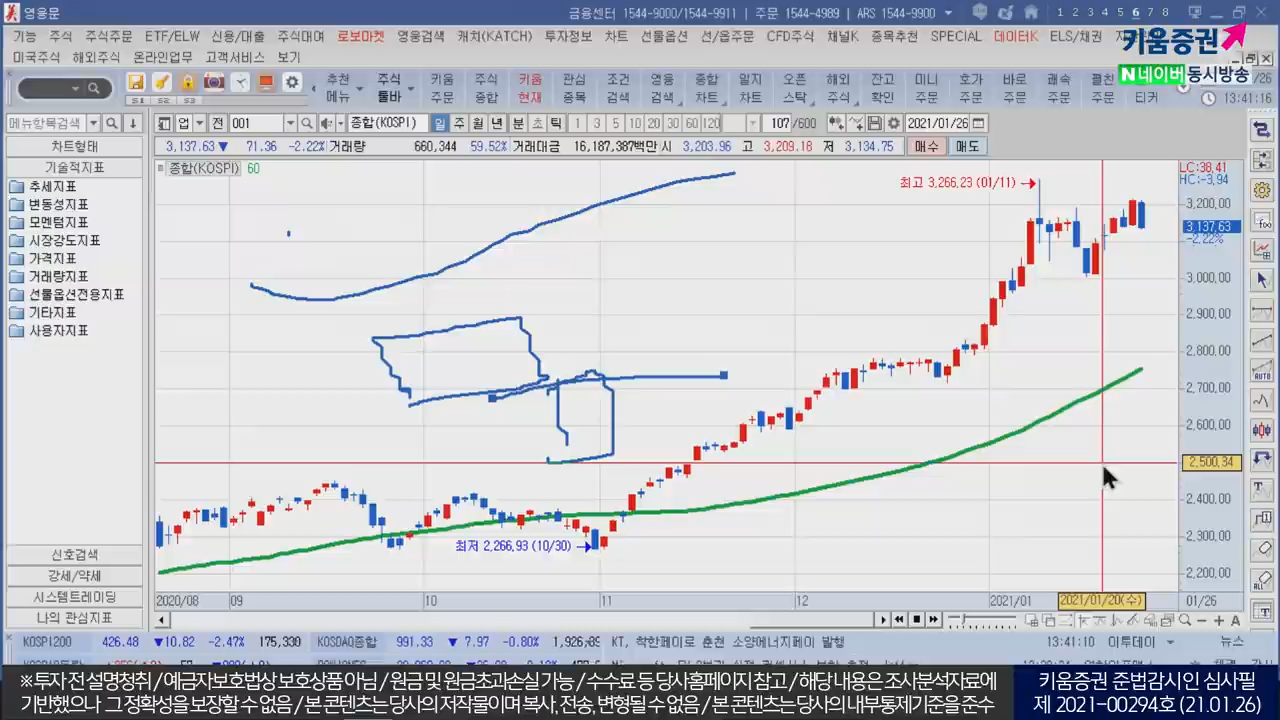 영웅문
금융센터 1544-9000/1544-9911 | 주문 1544-4989 | ARS 1544-9900
1 2 3 4 5 6 7 8
기능 주식 주식주문 ETF/ELW 신용/대출 주식대여 로보마켓 영웅검색 캐치(KATCH) 투자정보 차트 선물옵션 선/옵주문 CFD주식 채널K 종목추천 SPECIAL 데이터K ELS/채권
미국주식 해외주식 온라인업무 고객서비스 보기
키움증권
N네이버 동시방송
추천 메뉴
주식 툴바
키움 주문
주식 종합
키움 현재
관심 종목
조건 검색
영웅 검색
종합 차트
일지 차트
오픈 스탁
해외 주식
잔고 확인
미니 주문
호가 주문
바로 주문
쾌속 주문
펼친 주문
티커
/26
13:41:16
S1 S2 S3
메뉴항목검색
업 전 001 종합(KOSPI) 일 주 월 년 분 초 틱 1 3 5 10 20 30 60 120 107 /600 2021/01/26
3,137.63 ▼ 71.36 -2.22% 거래량 660,344 59.52% 거래대금 16,187,387백만 시 3,203.96 고 3,209.18 저 3,134.75 매수 매도
차트형태
기술적지표
추세지표
변동성지표
모멘텀지표
시장강도지표
가격지표
거래량지표
선물옵션전용지표
기타지표
사용자지표
신호검색
강세/약세
시스템트레이딩
나의 관심지표
종합(KOSPI) 60
최고 3,266.23 (01/11)
최저 2,266.93 (10/30)
LC:38.41
HC:-3.94
3,200.00
3,137.63
-2.22%
3,000.00
2,900.00
2,800.00
2,700.00
2,600.00
2,500.34
2,400.00
2,300.00
2,200.00
2020/08 09 10 11 12 2021/01 2021/01/20(수) 01/26
AUTO
KOSPI200 426.48 ▼10.82 -2.47% 175,330 KOSDAQ종합 991.33 ▼ 7.97 -0.80% 1,926,69 KT, 학한페이로 춘천 소양에너지페이 발행 13:41:10 이투데이 뉴스
※ 투자 전 설명청취 / 예금자보호법상 보호상품 아님 / 원금 및 원금초과손실 가능 / 수수료 등 당사홈페이지 참고 / 해당 내용은 조사분석자료에
기반했으나 그 정확성을 보장할 수 없음 / 본 콘텐츠는 당사의 저작물이며 복사, 전송, 변형될 수 없음 / 본 콘텐츠는 당사의 내부통제기준을 준수
키움증권 준법감시인 심사필
제 2021-00294호 (21.01.26)